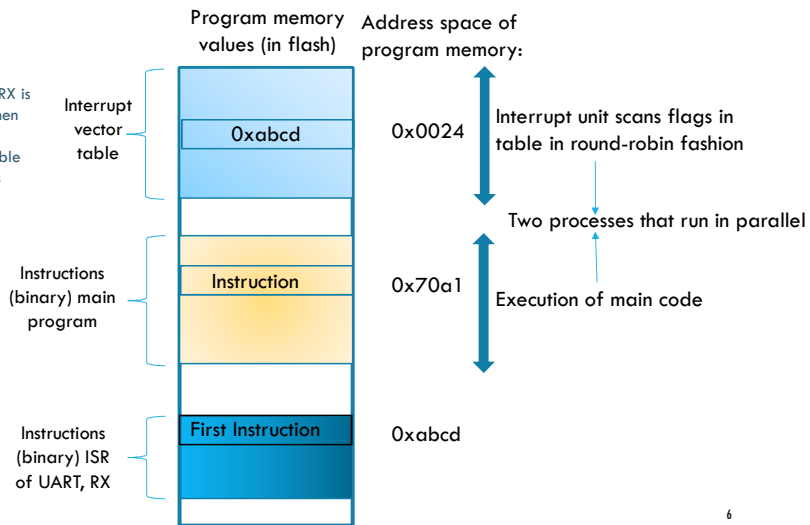 Program memory
values (in flash)
Address space of
program memory:
RX is
Interrupt
vector
table
0xabcd
0x0024
Interrupt unit scans flags in
table in round-robin fashion
Two processes that run in parallel
Instructions
(binary) main
program
Instruction
0x70a1
Execution of main code
Instructions
(binary) ISR
of UART, RX
First Instruction
0xabcd
6